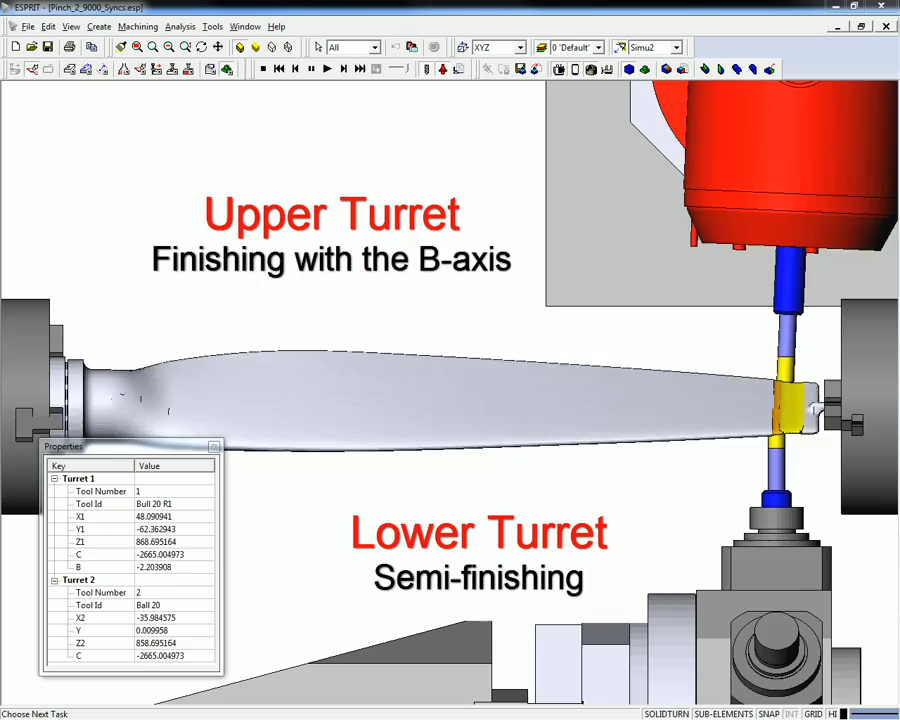 ESPRIT - [Pinch_2_9000_Syncs.esp]
File Edit View Create Machining Analysis Tools Window Help
All XYZ 0 'Default' Simu2
Upper Turret
Finishing with the B-axis
Properties
Key Value
Turret 1
Tool Number 1
Tool Id Bull 20 R1
X1 48.090941
Y1 -62.362943
Z1 868.695164
C -2665.004973
B -2.203908
Turret 2
Tool Number 2
Tool Id Ball 20
X2 -35.984575
Y 0.009958
Z2 858.695164
C -2665.004973
Lower Turret
Semi-finishing
Choose Next Task
SOLIDTURN SUB-ELEMENTS SNAP INT GRID HI